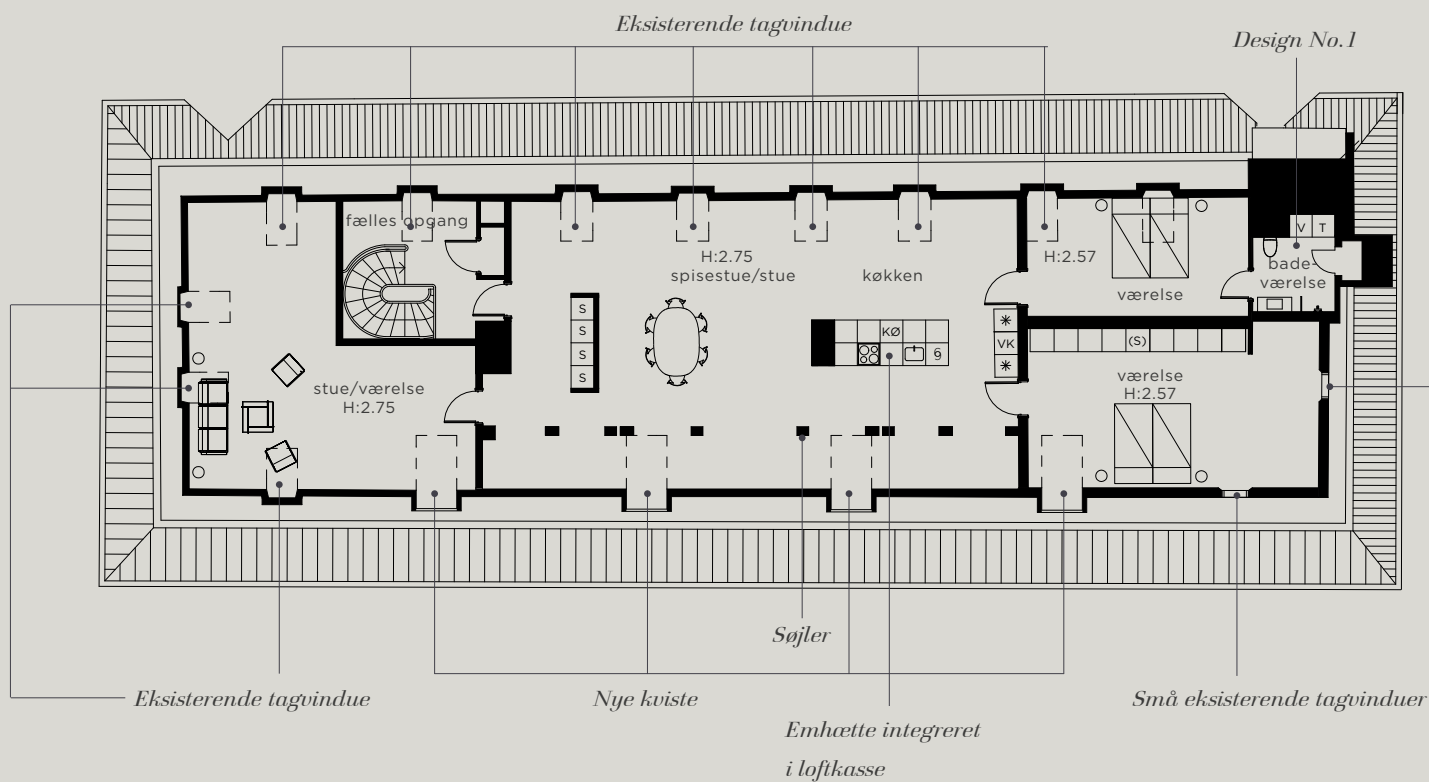 Eksisterende tagvindue
Design No.1
fælles opgang
H:2.75
spisestue/stue
køkken
H:2.57
værelse
V T
bade-
værelse
S
S
S
S
KØ
VK
(S)
stue/værelse
H:2.75
værelse
H:2.57
Søjler
Eksisterende tagvindue
Nye kviste
Små eksisterende tagvinduer
Emhætte integreret
i loftkasse